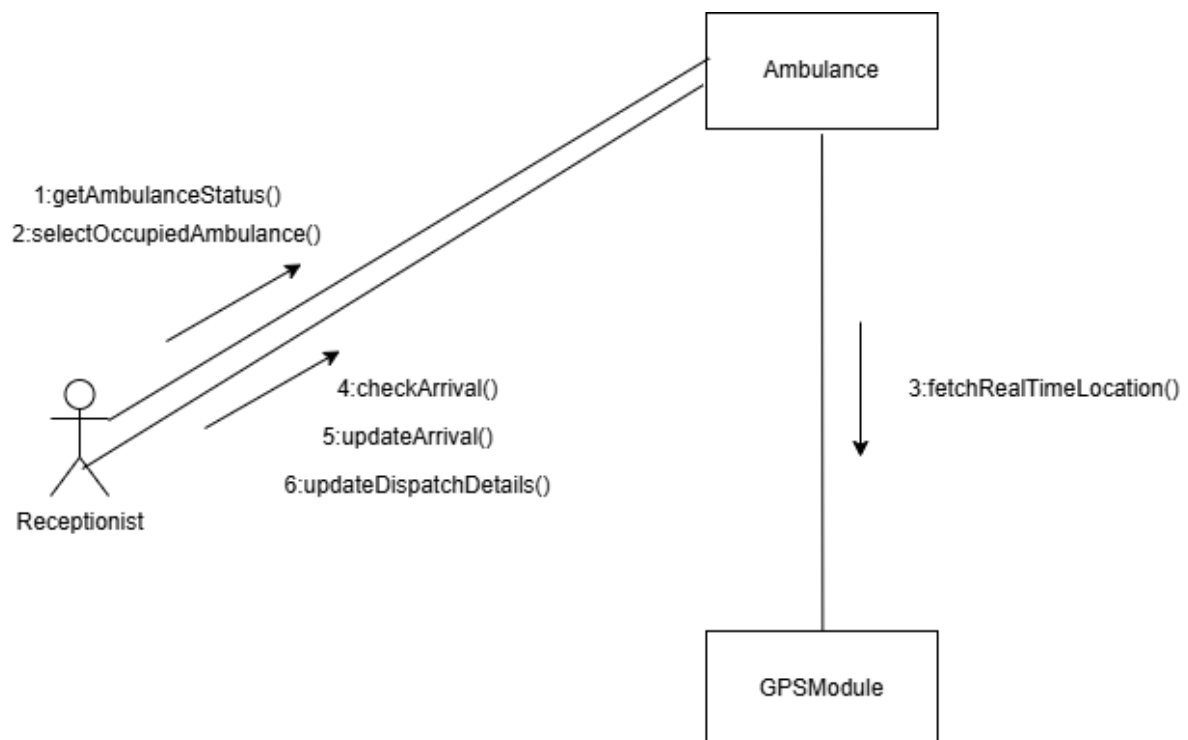 Ambulance
1:getAmbulanceStatus()
2:selectOccupiedAmbulance()
4:checkArrival()
3:fetchRealTimeLocation()
5:updateArrival()
6:updateDispatchDetails()
Receptionist
GPSModule